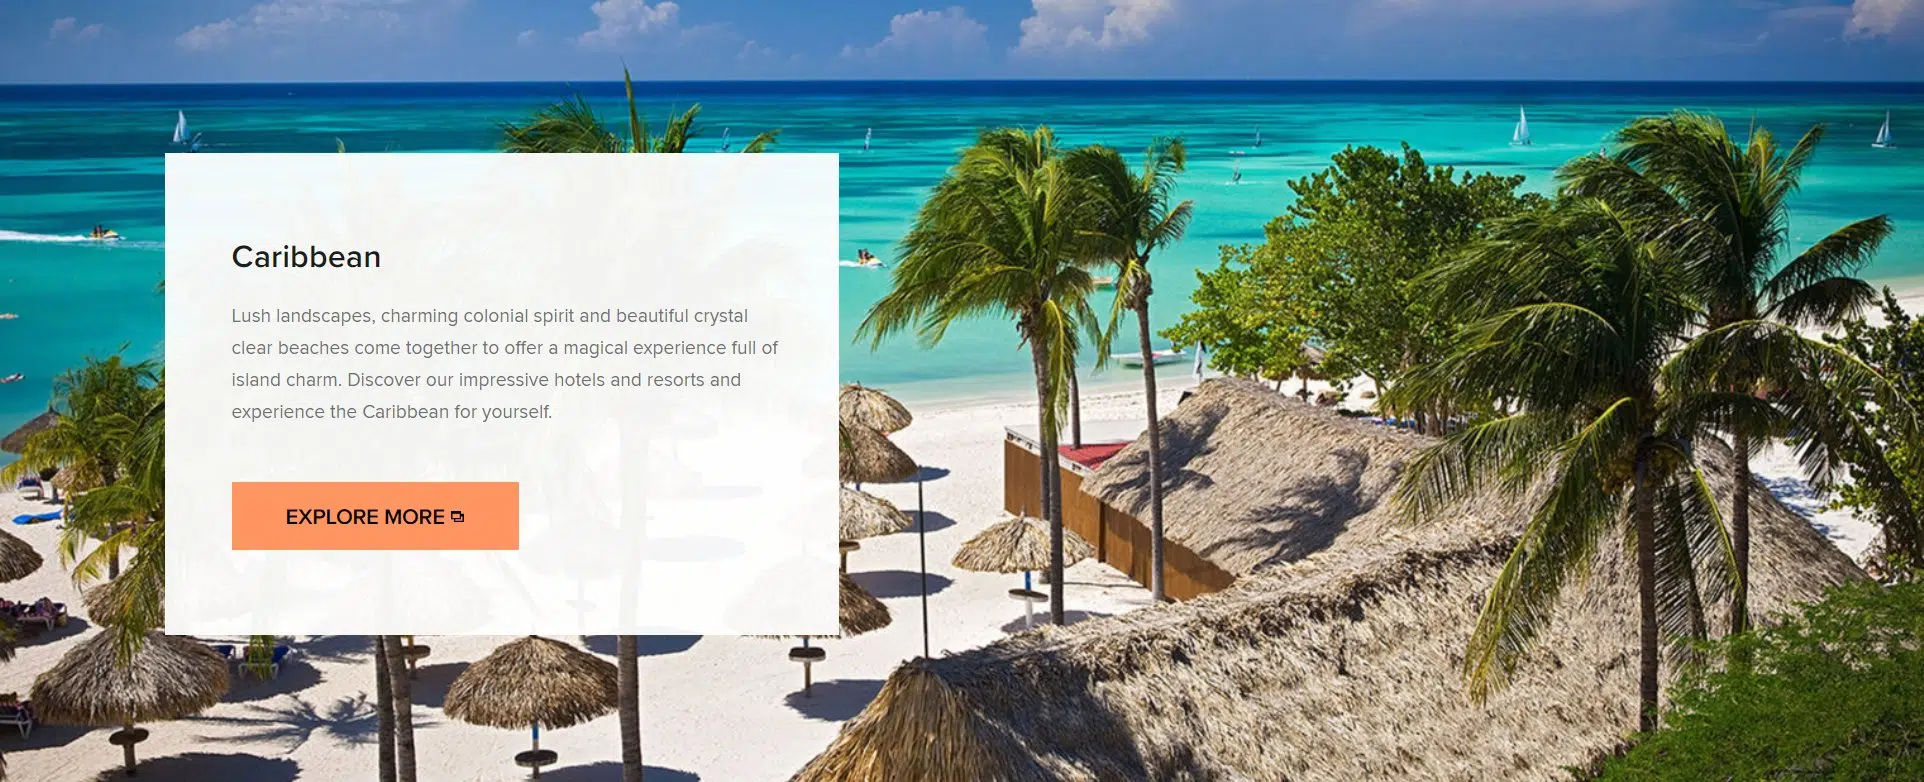 Caribbean
Lush landscapes, charming colonial spirit and beautiful crystal
clear beaches come together to offer a magical experience full of
island charm. Discover our impressive hotels and resorts and
experience the Caribbean for yourself.
EXPLORE MORE